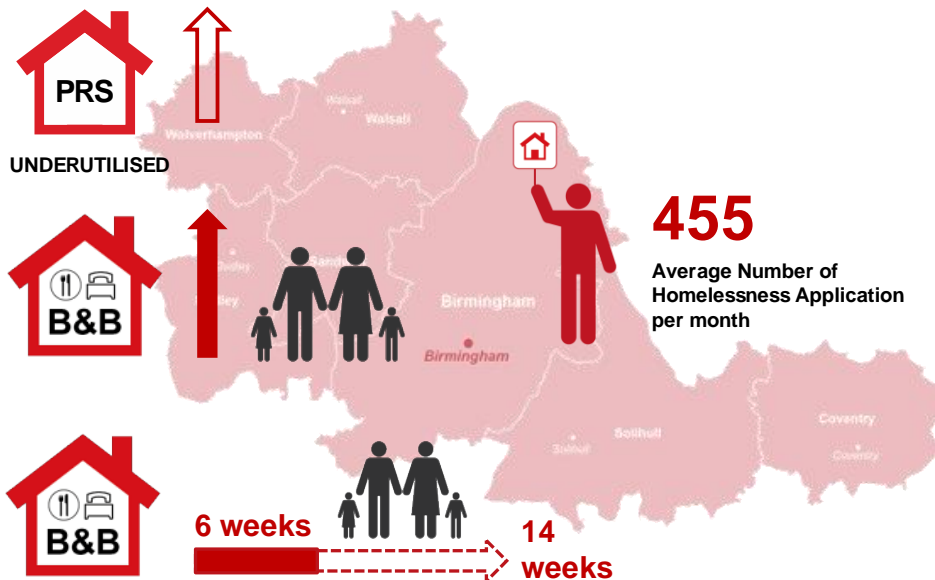 PRS
UNDERUTILISED
Walsall
Walsall
Wolverhampton
455
Average Number of
Homelessness Application
per month
B&B
Birmingham
Birmingham
Coventry
Solihull
Coventry
B&B
6 weeks
14
weeks